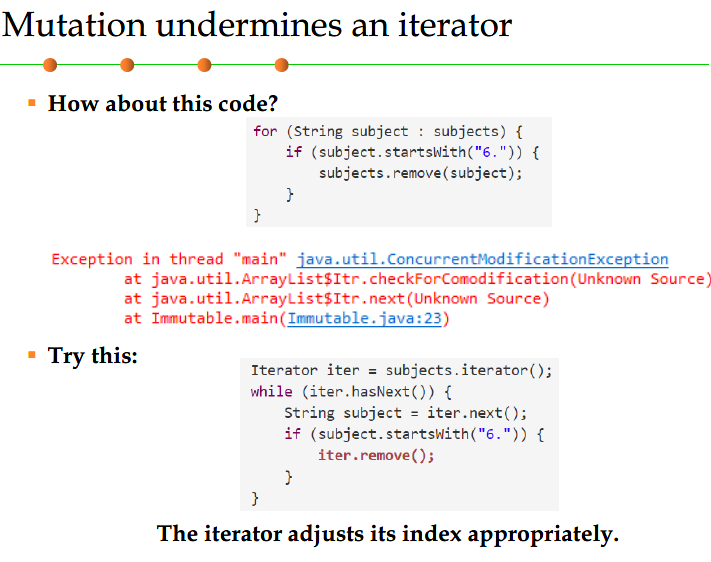 Mutation undermines an iterator
▪ How about this code?
for (String subject : subjects) {
    if (subject.startsWith("6.")) {
        subjects.remove(subject);
    }
}
Exception in thread "main" java.util.ConcurrentModificationException
        at java.util.ArrayList$Itr.checkForComodification(Unknown Source)
        at java.util.ArrayList$Itr.next(Unknown Source)
        at Immutable.main(Immutable.java:23)
▪ Try this:
Iterator iter = subjects.iterator();
while (iter.hasNext()) {
    String subject = iter.next();
    if (subject.startsWith("6.")) {
        iter.remove();
    }
}
The iterator adjusts its index appropriately.